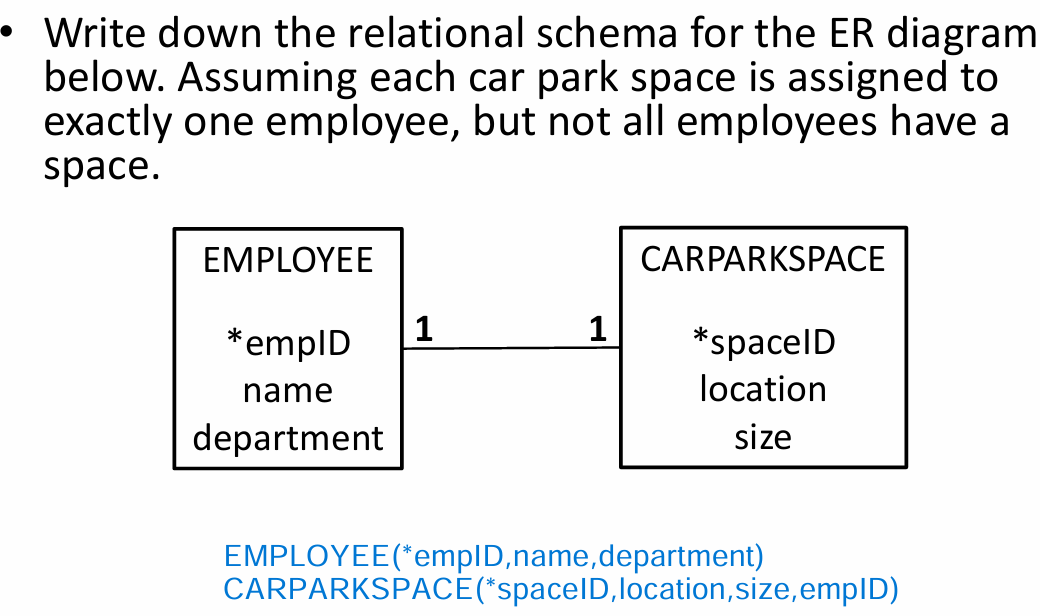 • Write down the relational schema for the ER diagram
below. Assuming each car park space is assigned to
exactly one employee, but not all employees have a
space.
EMPLOYEE
*empID
name
department
1
1
CARPARKSPACE
*spaceID
location
size
EMPLOYEE(*empID,name,department)
CARPARKSPACE(*spaceID,location,size,empID)